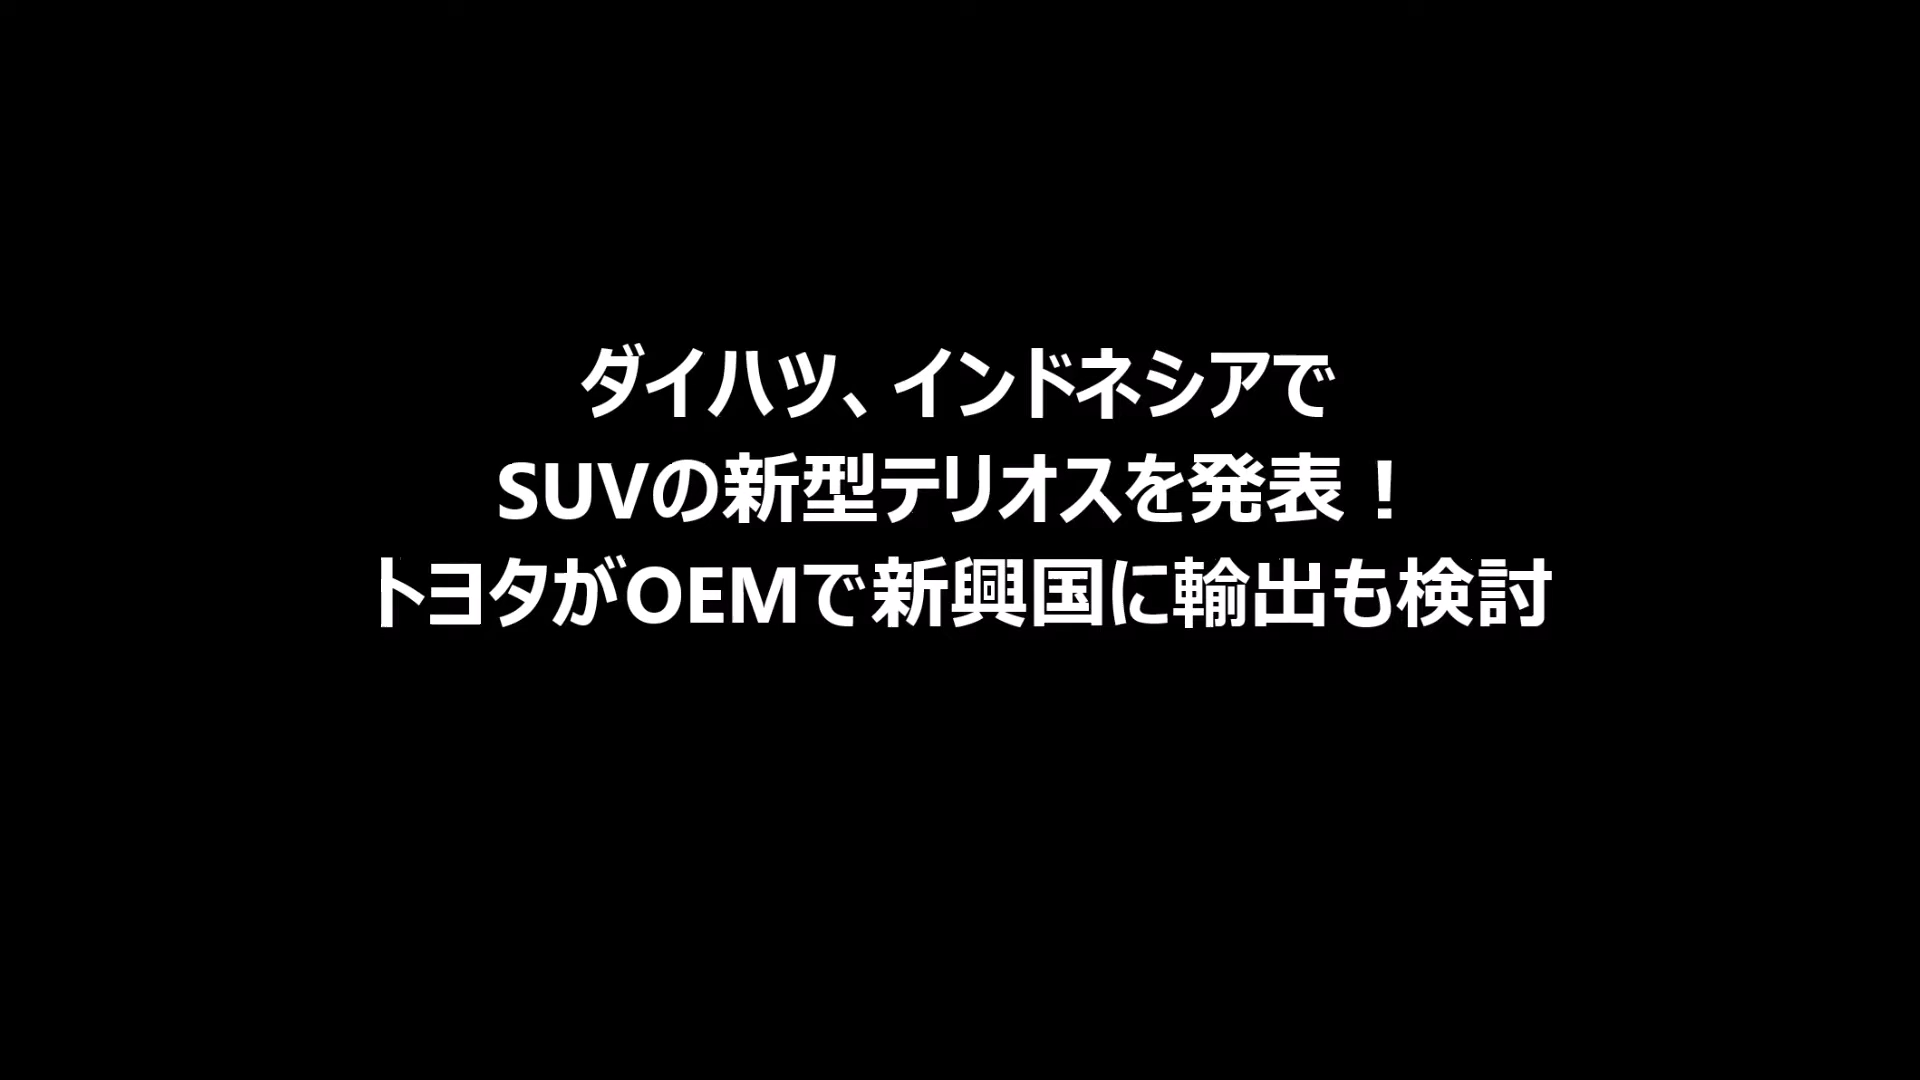 ダイハツ、インドネシアで
SUVの新型テリオスを発表！
トヨタがOEMで新興国に輸出も検討